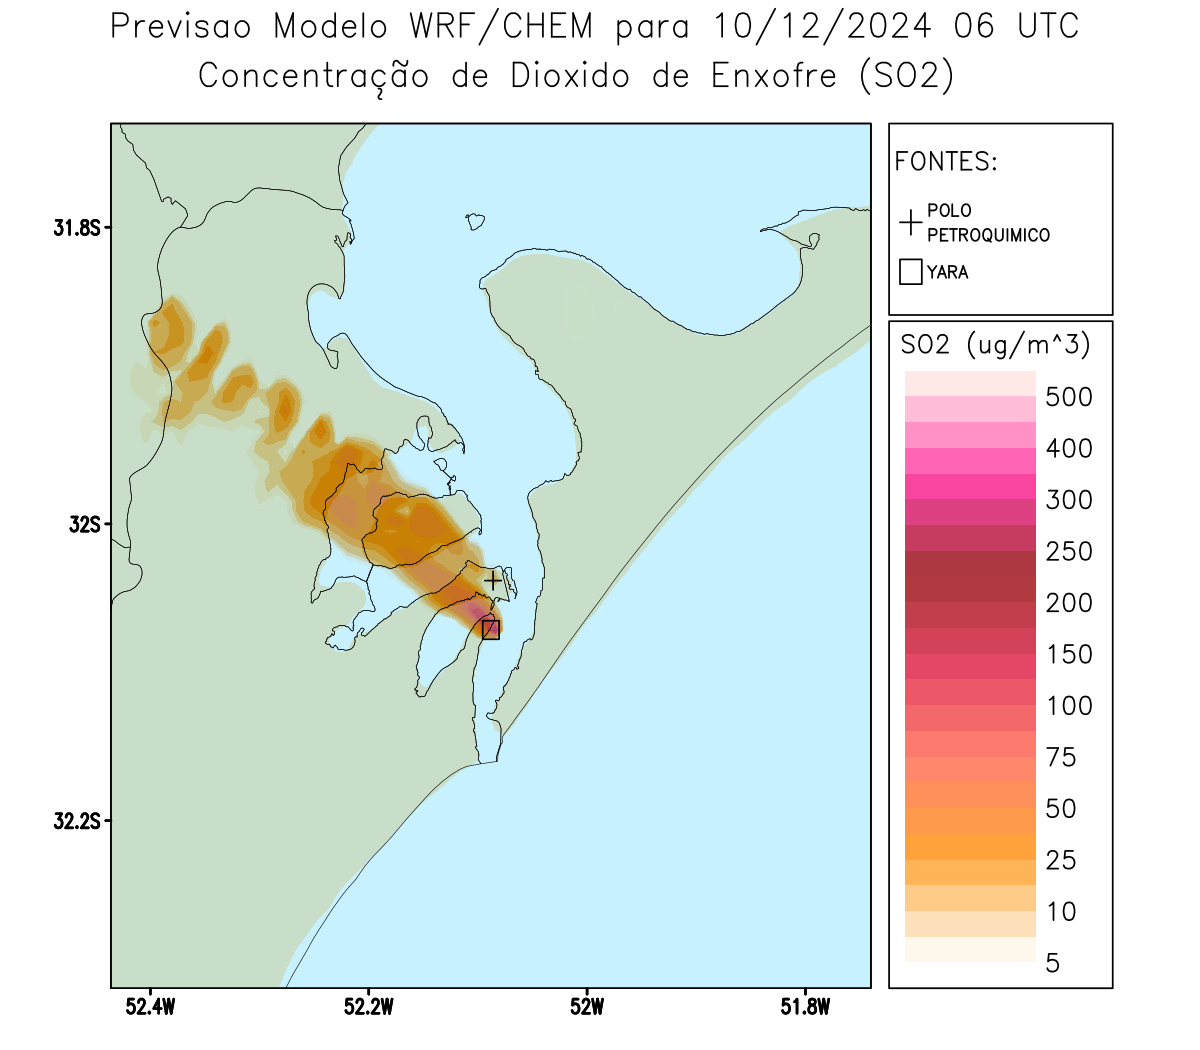 Previsao Modelo WRF/CHEM para 10/12/2024 06 UTC
Concentração de Dioxido de Enxofre (SO2)
FONTES:
POLO
PETROQUIMICO
YARA
SO2 (ug/m^3)
500
400
300
250
200
150
100
75
50
25
10
5
31.8S
32S
32.2S
52.4W
52.2W
52W
51.8W